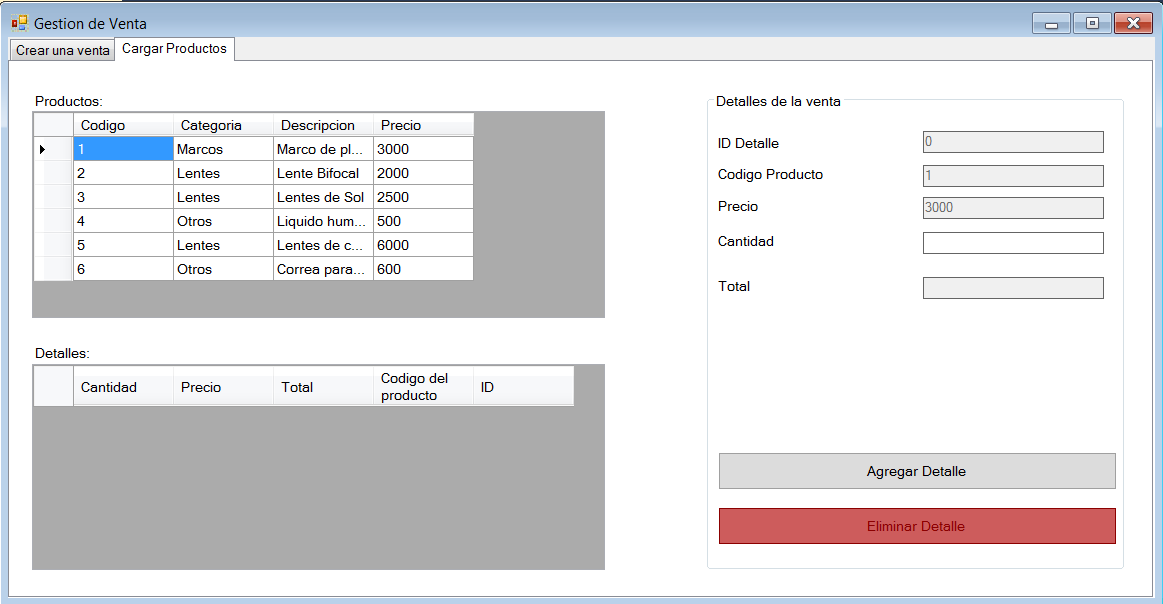 Gestion de Venta
Crear una venta Cargar Productos
Productos:
Codigo Categoria Descripcion Precio
1 Marcos Marco de pl... 3000
2 Lentes Lente Bifocal 2000
3 Lentes Lentes de Sol 2500
4 Otros Liquido hum... 500
5 Lentes Lentes de c... 6000
6 Otros Correa para... 600
Detalles:
Cantidad Precio Total Codigo del producto ID
Detalles de la venta
ID Detalle 0
Codigo Producto 1
Precio 3000
Cantidad
Total
Agregar Detalle
Eliminar Detalle